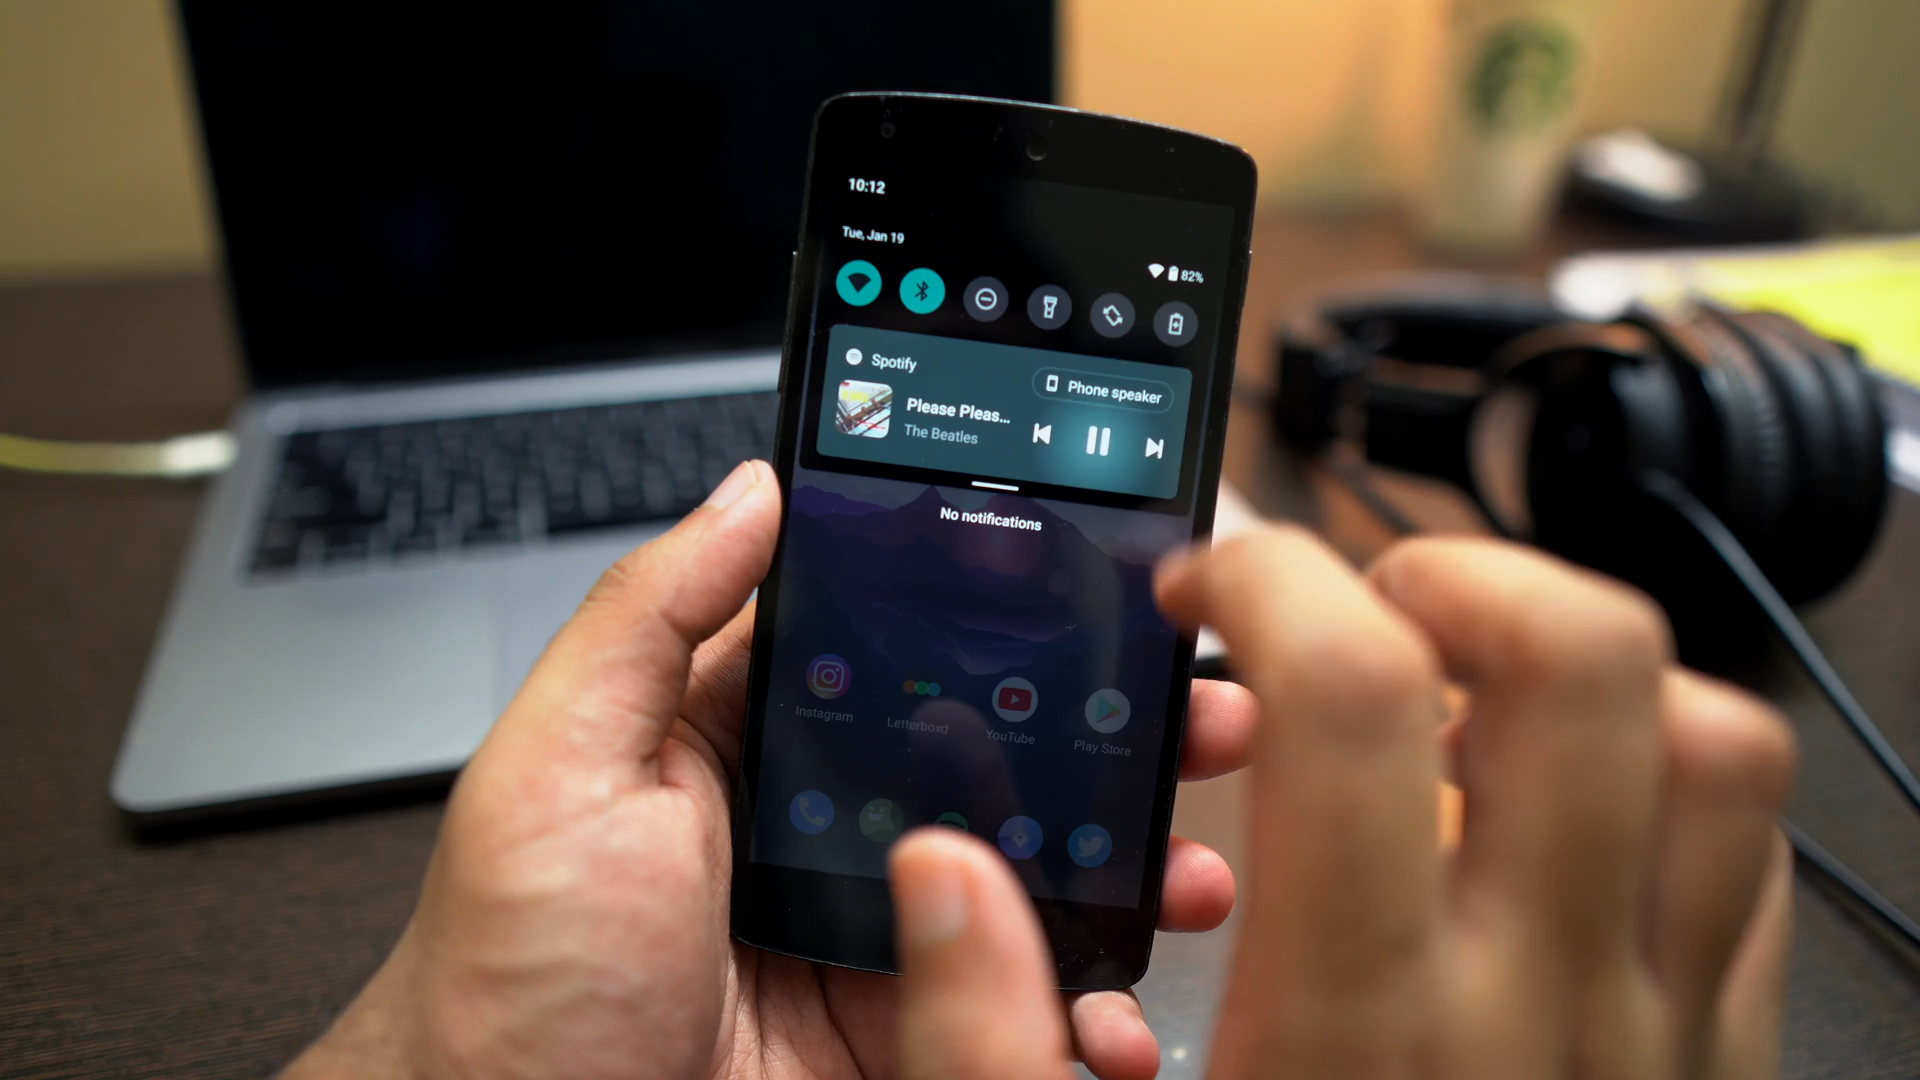 10:12
Tue, Jan 19
82%
Spotify
Phone speaker
Please Pleas...
The Beatles
No notifications
Instagram
Letterboxd
YouTube
Play Store